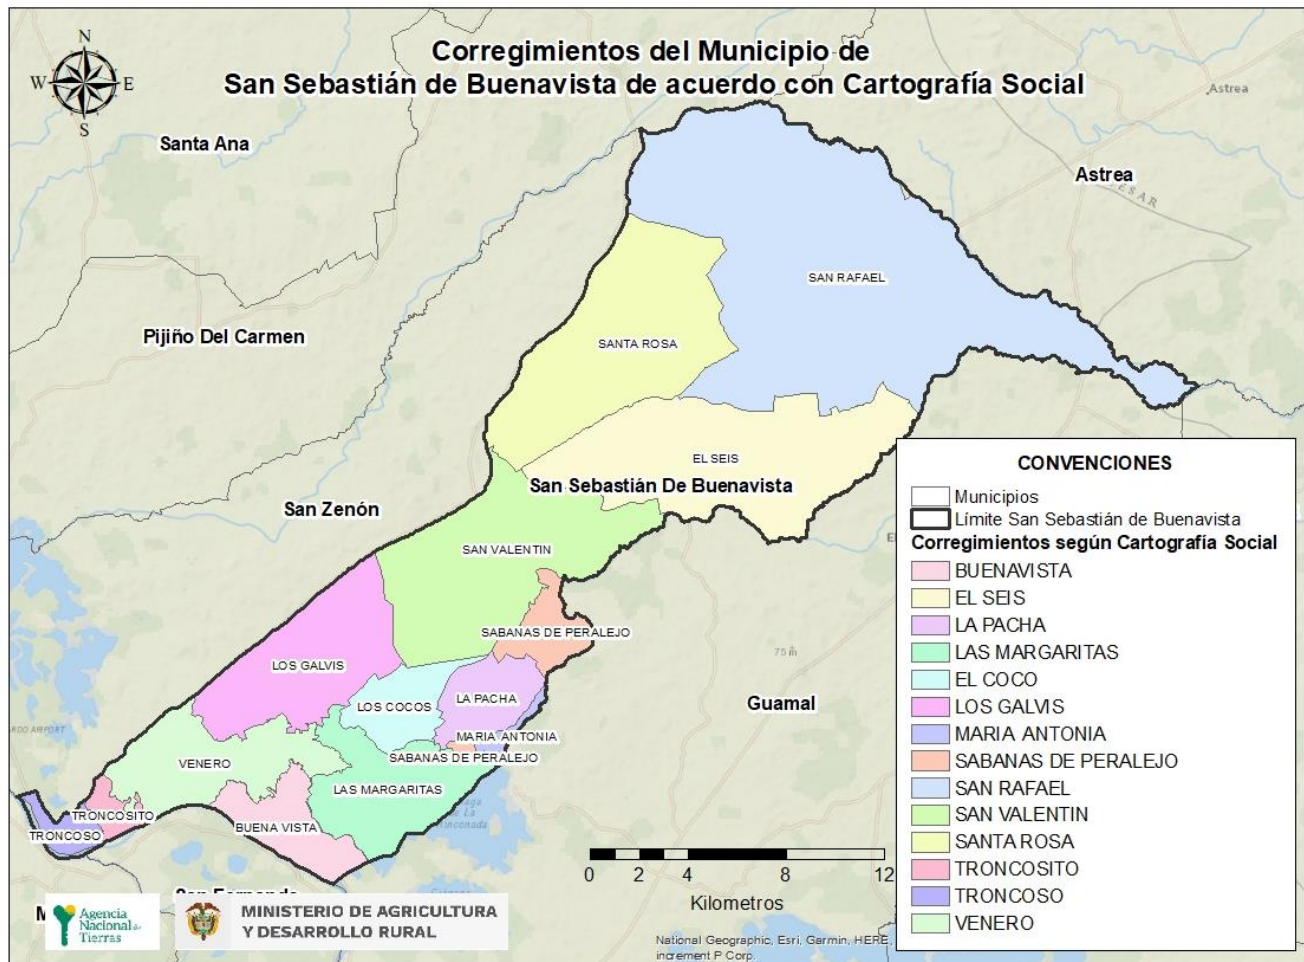 Corregimientos del Municipio de
San Sebastián de Buenavista de acuerdo con Cartografía Social
N
W
E
S
Astrea
Santa Ana
Astrea
SAN RAFAEL
Pijiño Del Carmen
SANTA ROSA
EL SEIS
San Sebastián De Buenavista
San Zenón
SAN VALENTIN
SABANAS DE PERALEJO
75 m
LOS GALVIS
LA PACHA
LOS COCOS
Guamal
MARIA ANTONIA
SABANAS DE PERALEJO
VENERO
LAS MARGARITAS
TRONCOSITO
BUENA VISTA
TRONCOSO
CONVENCIONES
Municipios
Límite San Sebastián de Buenavista
Corregimientos según Cartografía Social
BUENAVISTA
EL SEIS
LA PACHA
LAS MARGARITAS
EL COCO
LOS GALVIS
MARIA ANTONIA
SABANAS DE PERALEJO
SAN RAFAEL
SAN VALENTIN
SANTA ROSA
TRONCOSITO
TRONCOSO
VENERO
0 2 4 8 12
Kilometros
Agencia
Nacional de
Tierras
MINISTERIO DE AGRICULTURA
Y DESARROLLO RURAL
National Geographic, Esri, Garmin, HERE,
increment P Corp.